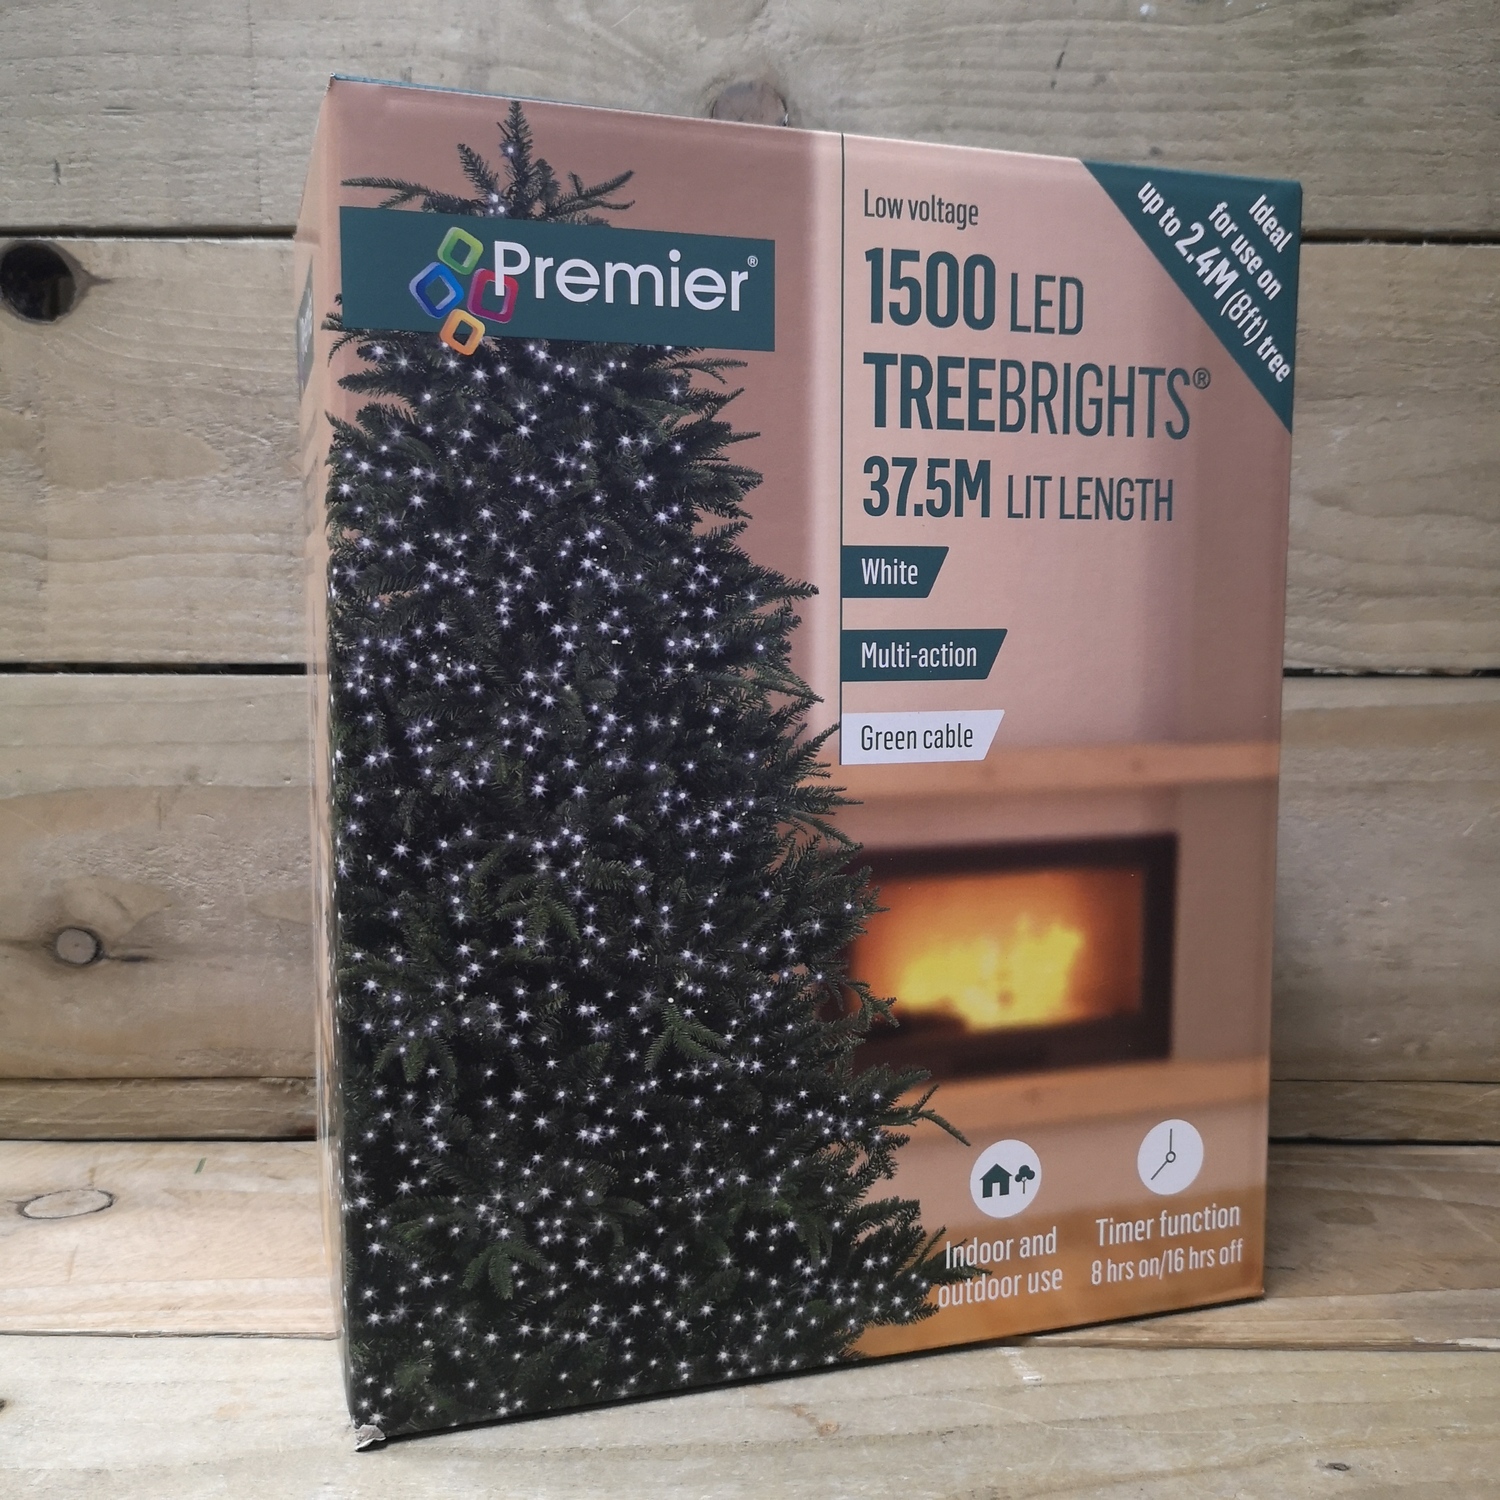 Premier®
Low voltage
1500 LED
TREEBRIGHTS®
37.5M LIT LENGTH
White
Multi-action
Green cable
Ideal
for use on
up to 2.4M (8ft) tree
Indoor and
outdoor use
Timer function
8 hrs on/16 hrs off